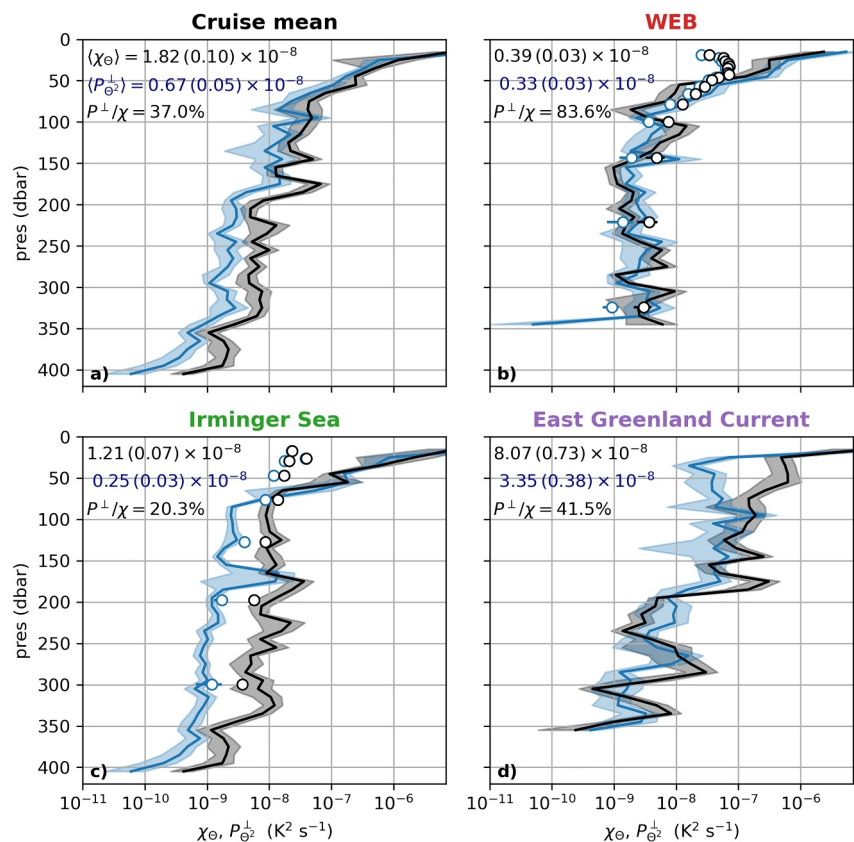 Cruise mean
WEB
0
50
100
150
200
250
300
350
400
pres (dbar)
⟨χ_Θ⟩ = 1.82 (0.10) × 10⁻⁸
⟨P^⊥_Θ²⟩ = 0.67 (0.05) × 10⁻⁸
P^⊥/χ = 37.0%
a)
0.39 (0.03) × 10⁻⁸
0.33 (0.03) × 10⁻⁸
P^⊥/χ = 83.6%
b)
Irminger Sea
East Greenland Current
0
50
100
150
200
250
300
350
400
pres (dbar)
1.21 (0.07) × 10⁻⁸
0.25 (0.03) × 10⁻⁸
P^⊥/χ = 20.3%
c)
8.07 (0.73) × 10⁻⁸
3.35 (0.38) × 10⁻⁸
P^⊥/χ = 41.5%
d)
10⁻¹¹ 10⁻¹⁰ 10⁻⁹ 10⁻⁸ 10⁻⁷ 10⁻⁶
χ_Θ, P^⊥_Θ² (K² s⁻¹)
10⁻¹¹ 10⁻¹⁰ 10⁻⁹ 10⁻⁸ 10⁻⁷ 10⁻⁶
χ_Θ, P^⊥_Θ² (K² s⁻¹)